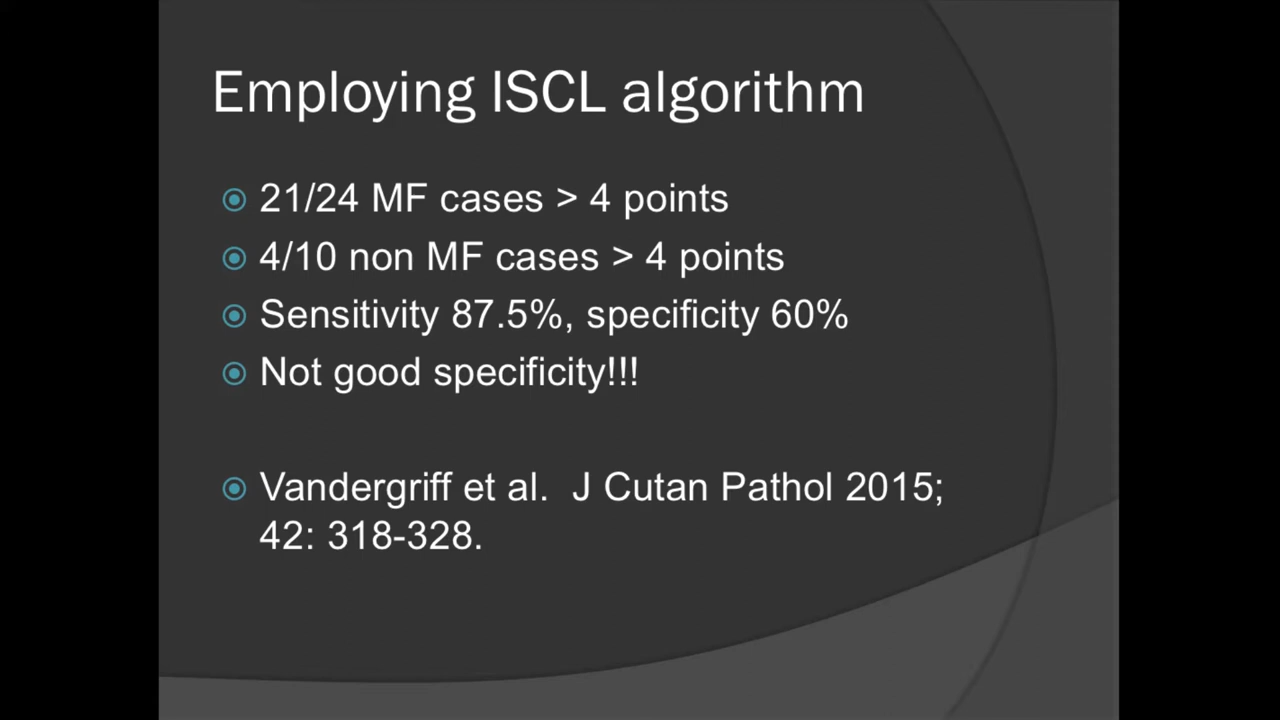 Employing ISCL algorithm
21/24 MF cases > 4 points
4/10 non MF cases > 4 points
Sensitivity 87.5%, specificity 60%
Not good specificity!!!
Vandergriff et al.  J Cutan Pathol 2015;
42: 318-328.